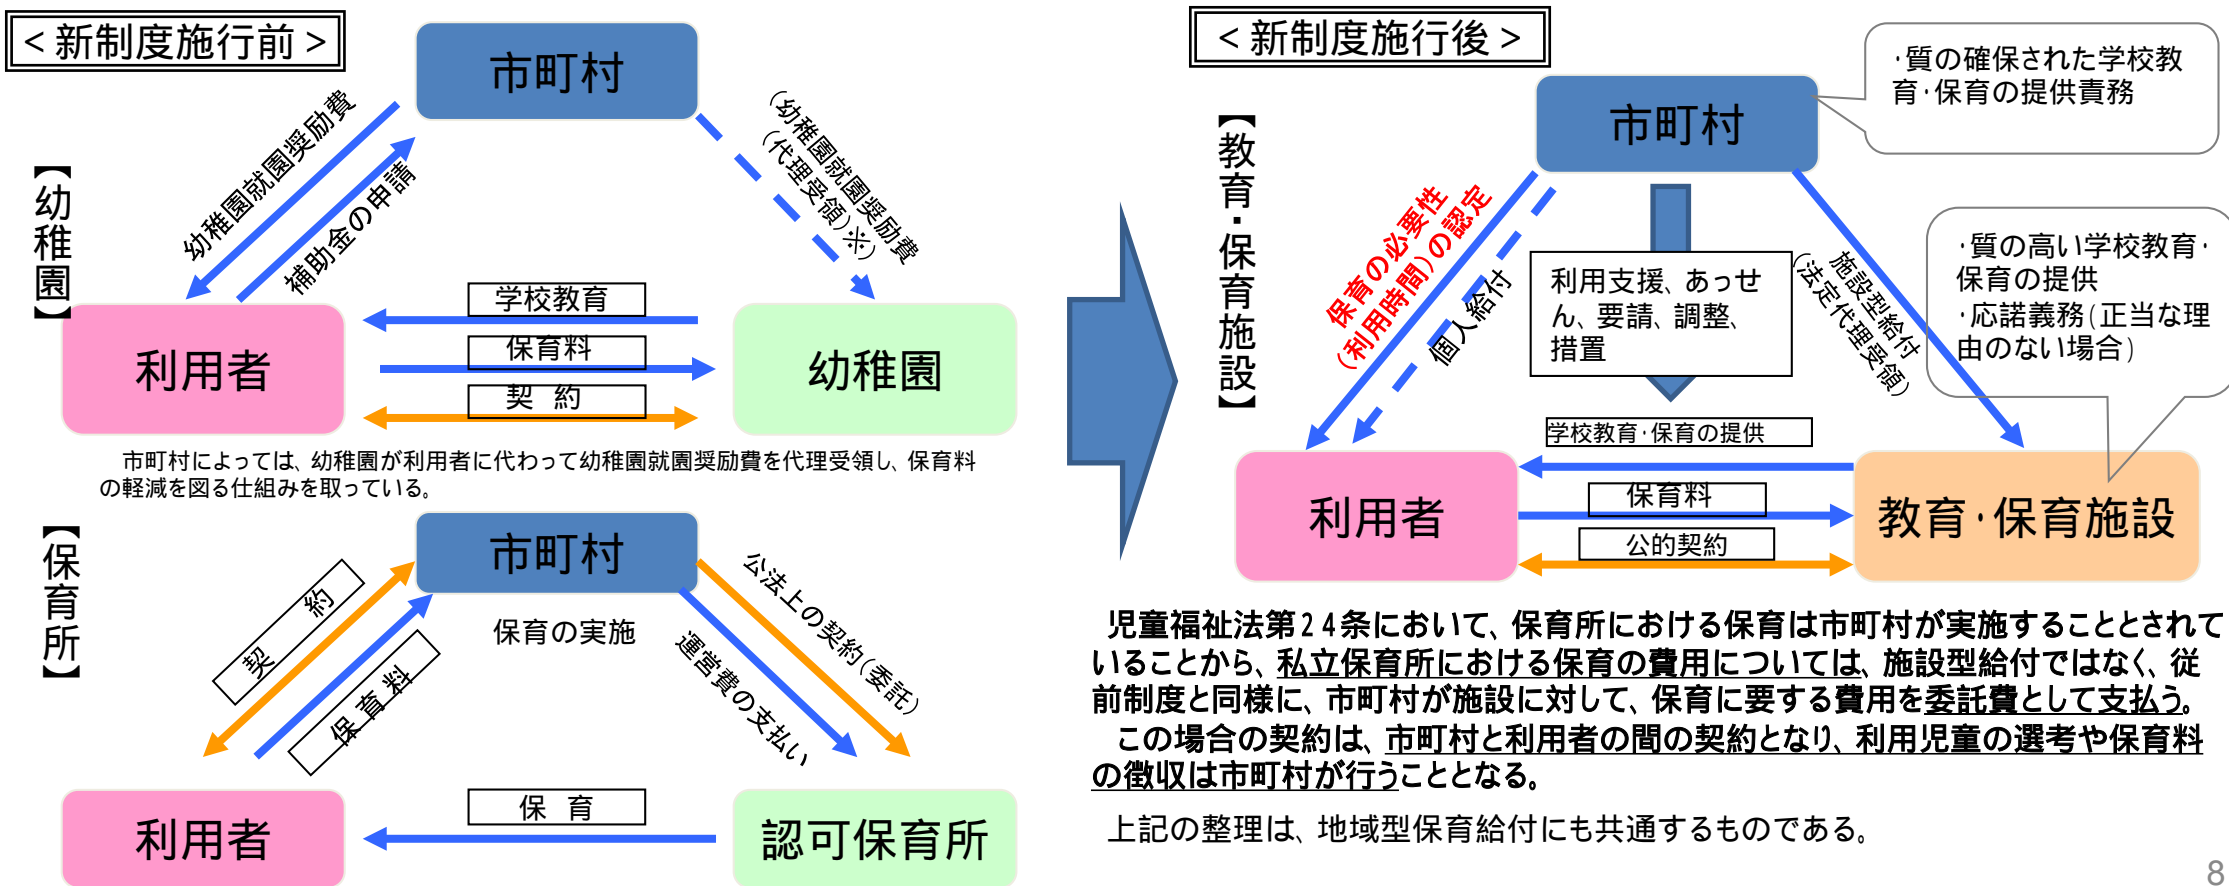 <新制度施行前>
【幼稚園】
市町村
幼稚園就園奨励費
補助金の申請
(幼稚園就園奨励費
(代理受領)※)
学校教育
保育料
契 約
利用者
幼稚園
市町村によっては、幼稚園が利用者に代わって幼稚園就園奨励費を代理受領し、保育料
の軽減を図る仕組みを取っている。
【保育所】
市町村
契 約
保育料
保育の実施
公法上の契約(委託)
運営費の支払い
保 育
利用者
認可保育所
<新制度施行後>
【教育・保育施設】
市町村
・質の確保された学校教
育・保育の提供責務
保育の必要性
(利用時間)の認定
個人給付
利用支援、あっせ
ん、要請、調整、
措置
施設型給付
(法定代理受領)
・質の高い学校教育・
保育の提供
・応諾義務(正当な理
由のない場合)
学校教育・保育の提供
保育料
公的契約
利用者
教育・保育施設
児童福祉法第24条において、保育所における保育は市町村が実施することとされて
いることから、私立保育所における保育の費用については、施設型給付ではなく、従
前制度と同様に、市町村が施設に対して、保育に要する費用を委託費として支払う。
この場合の契約は、市町村と利用者の間の契約となり、利用児童の選考や保育料
の徴収は市町村が行うこととなる。
上記の整理は、地域型保育給付にも共通するものである。
8